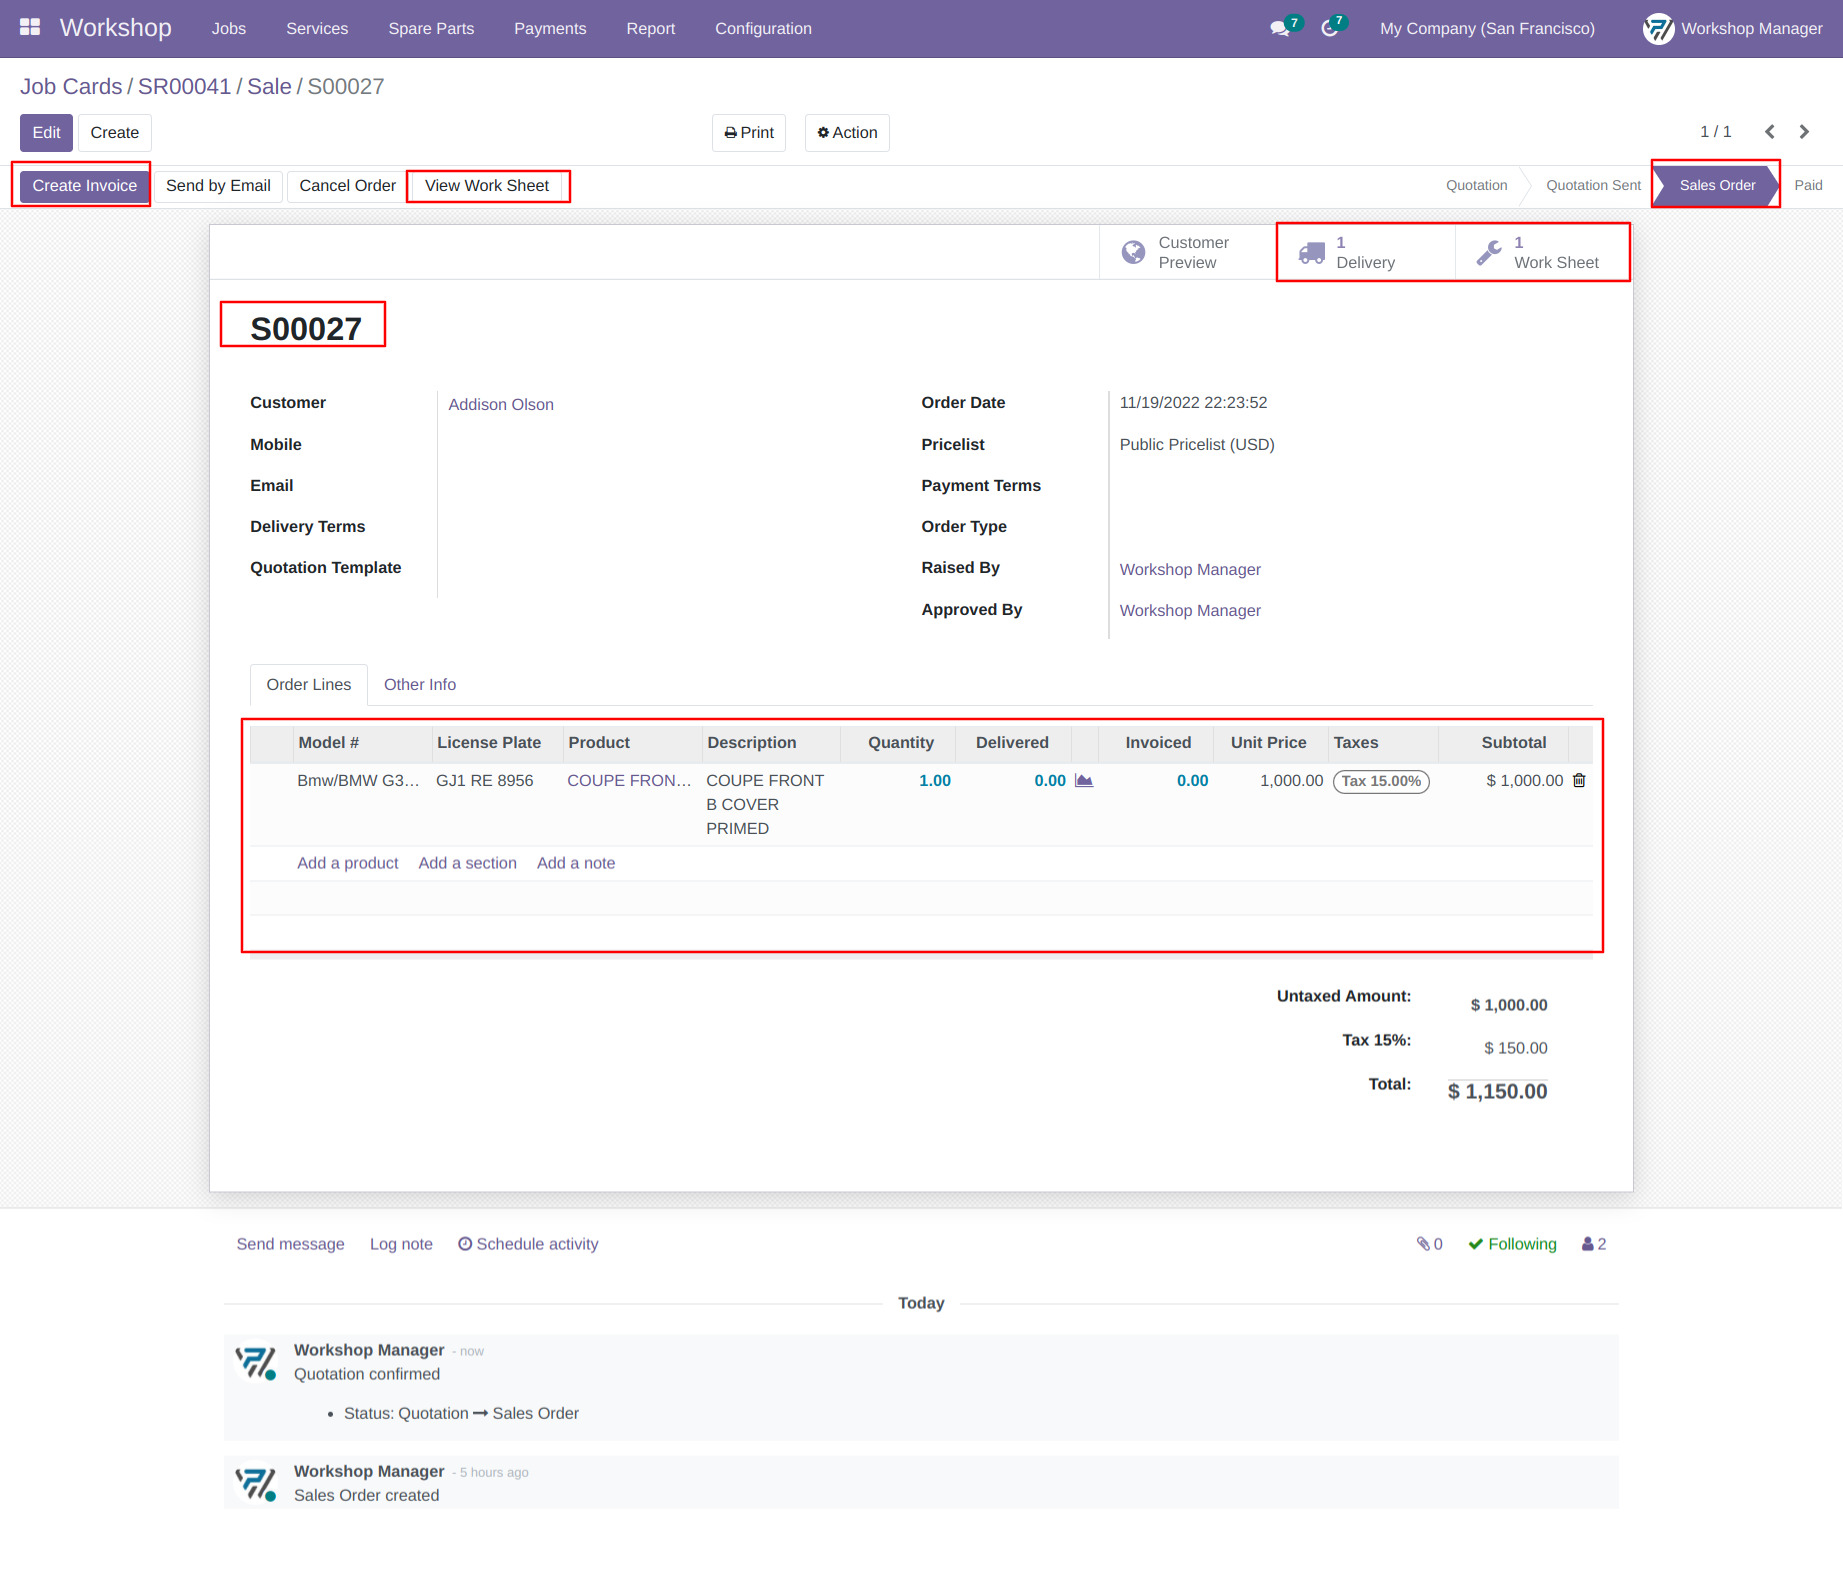 Workshop Jobs Services Spare Parts Payments Report Configuration 7 7 My Company (San Francisco) Workshop Manager
Job Cards / SR00041 / Sale / S00027
Edit Create Print Action 1 / 1
Create Invoice Send by Email Cancel Order View Work Sheet Quotation Quotation Sent Sales Order Paid
Customer Preview 1 Delivery 1 Work Sheet
S00027
Customer Addison Olson Order Date 11/19/2022 22:23:52
Mobile Pricelist Public Pricelist (USD)
Email Payment Terms
Delivery Terms Order Type
Quotation Template Raised By Workshop Manager
Approved By Workshop Manager
Order Lines Other Info
Model # License Plate Product Description Quantity Delivered Invoiced Unit Price Taxes Subtotal
Bmw/BMW G3... GJ1 RE 8956 COUPE FRON... COUPE FRONT 1.00 0.00 0.00 1,000.00 Tax 15.00% $ 1,000.00
B COVER
PRIMED
Add a product Add a section Add a note
Untaxed Amount: $ 1,000.00
Tax 15%: $ 150.00
Total: $ 1,150.00
Send message Log note Schedule activity 0 Following 2
Today
Workshop Manager - now
Quotation confirmed
• Status: Quotation → Sales Order
Workshop Manager - 5 hours ago
Sales Order created